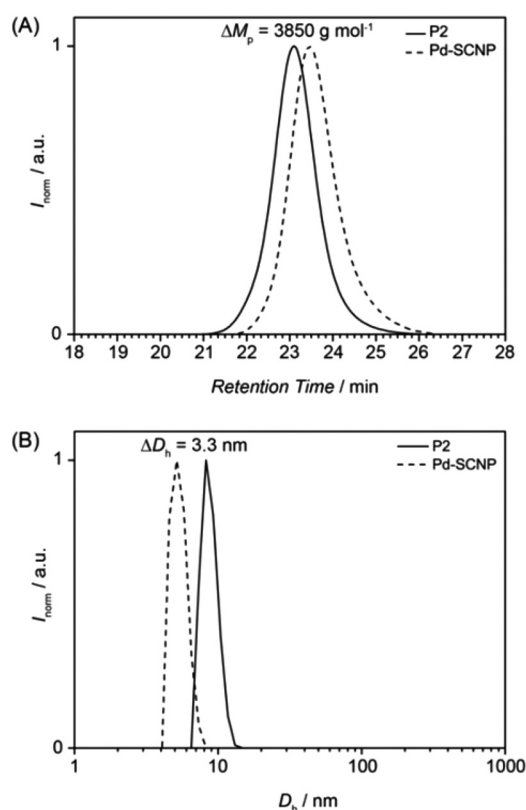 (A)
ΔMp = 3850 g mol-1
P2
Pd-SCNP
1
Inorm / a.u.
0
18 19 20 21 22 23 24 25 26 27 28
Retention Time / min
(B)
ΔDh = 3.3 nm
P2
Pd-SCNP
1
Inorm / a.u.
0
1 10 100 1000
Dh / nm